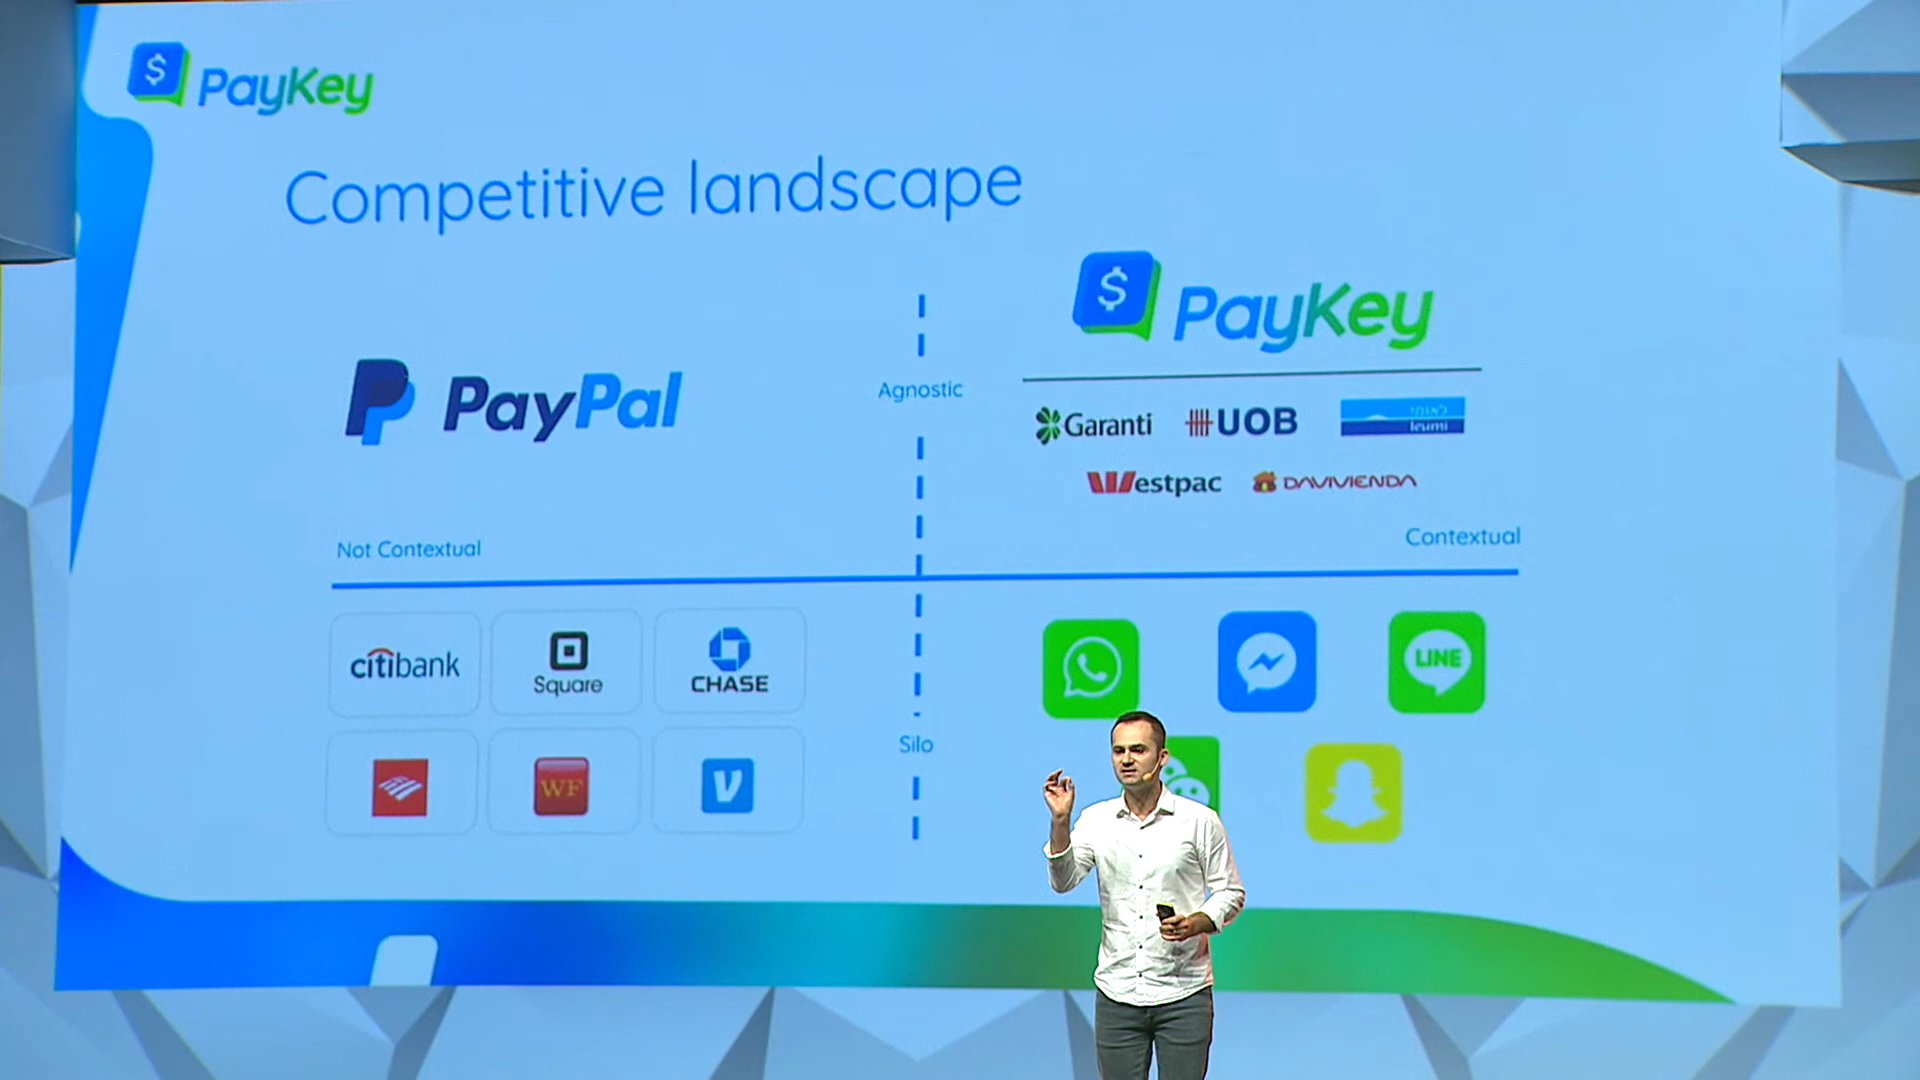 $ PayKey
Competitive landscape
$ PayKey
PayPal
Agnostic
Garanti UOB לאומי leumi
Westpac DAVIVIENDA
Not Contextual
Contextual
citibank Square CHASE
LINE
Silo
WF V